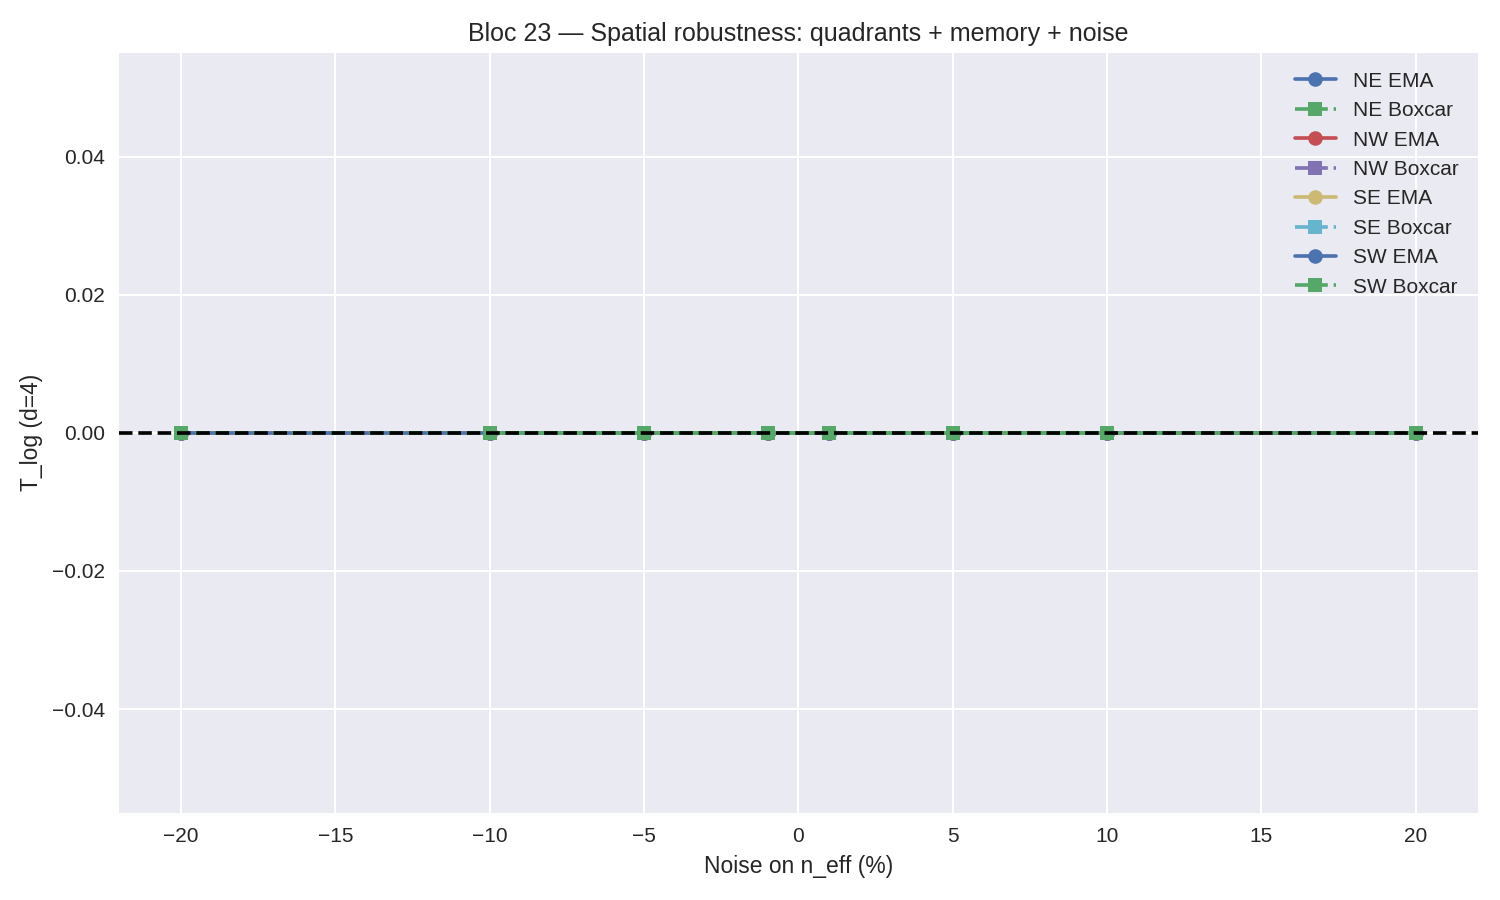 Bloc 23 — Spatial robustness: quadrants + memory + noise
NE EMA
NE Boxcar
NW EMA
NW Boxcar
SE EMA
SE Boxcar
SW EMA
SW Boxcar
0.04
0.02
0.00
−0.02
−0.04
T_log (d=4)
−20
−15
−10
−5
0
5
10
15
20
Noise on n_eff (%)